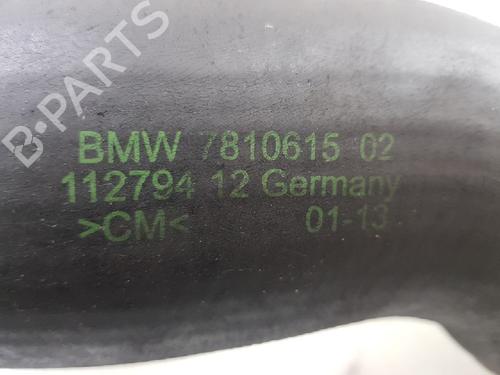 B-PARTS
BMW 7810615 02
112794 12 Germany
>CM< 01-13